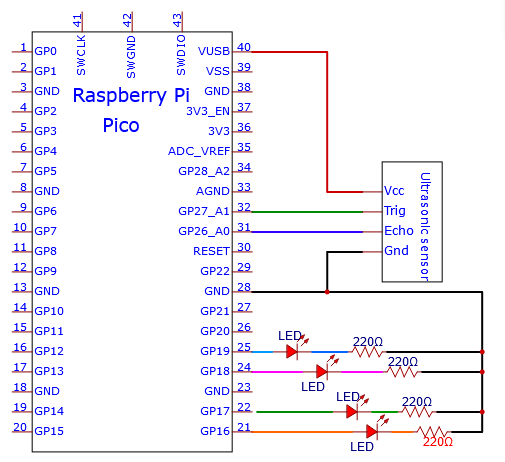 41 42 43
SWCLK SWGND SWDIO
Raspberry Pi
Pico
1 GP0 VUSB 40
2 GP1 VSS 39
3 GND GND 38
4 GP2 3V3_EN 37
5 GP3 3V3 36
6 GP4 ADC_VREF 35
7 GP5 GP28_A2 34
8 GND AGND 33
9 GP6 GP27_A1 32
10 GP7 GP26_A0 31
11 GP8 RESET 30
12 GP9 GP22 29
13 GND GND 28
14 GP10 GP21 27
15 GP11 GP20 26
16 GP12 GP19 25
17 GP13 GP18 24
18 GND GND 23
19 GP14 GP17 22
20 GP15 GP16 21
Vcc
Trig
Echo
Gnd
Ultrasonic sensor
LED 220Ω
LED 220Ω
LED 220Ω
LED 220Ω